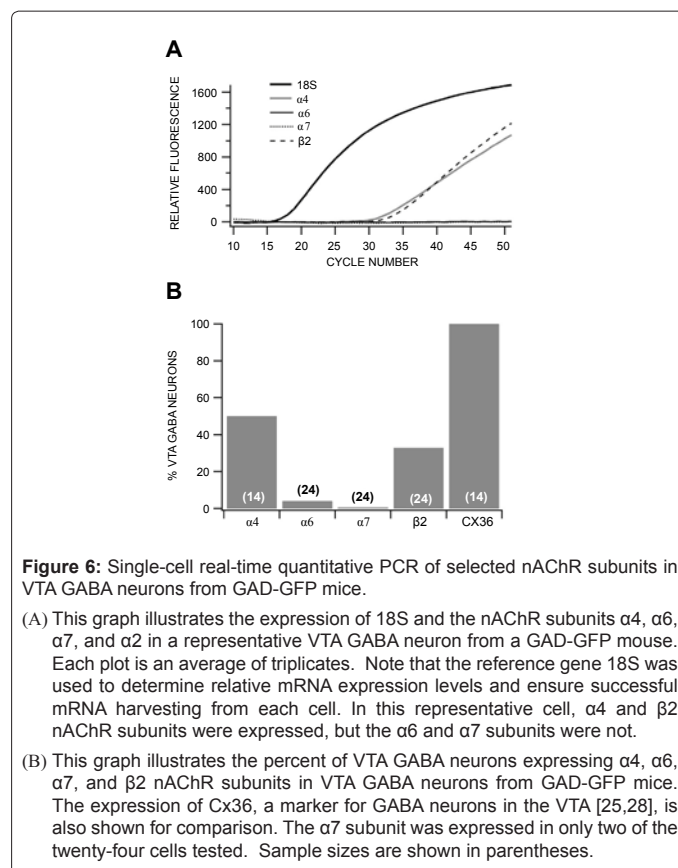 A
RELATIVE FLUORESCENCE
1600
1200
800
400
0
18S
α4
α6
α7
β2
10 15 20 25 30 35 40 45 50
CYCLE NUMBER
B
% VTA GABA NEURONS
100
80
60
40
20
0
(14) (24) (24) (24) (14)
α4 α6 α7 β2 CX36
Figure 6: Single-cell real-time quantitative PCR of selected nAChR subunits in
VTA GABA neurons from GAD-GFP mice.
(A) This graph illustrates the expression of 18S and the nAChR subunits α4, α6,
α7, and α2 in a representative VTA GABA neuron from a GAD-GFP mouse.
Each plot is an average of triplicates. Note that the reference gene 18S was
used to determine relative mRNA expression levels and ensure successful
mRNA harvesting from each cell. In this representative cell, α4 and β2
nAChR subunits were expressed, but the α6 and α7 subunits were not.
(B) This graph illustrates the percent of VTA GABA neurons expressing α4, α6,
α7, and β2 nAChR subunits in VTA GABA neurons from GAD-GFP mice.
The expression of Cx36, a marker for GABA neurons in the VTA [25,28], is
also shown for comparison. The α7 subunit was expressed in only two of the
twenty-four cells tested. Sample sizes are shown in parentheses.